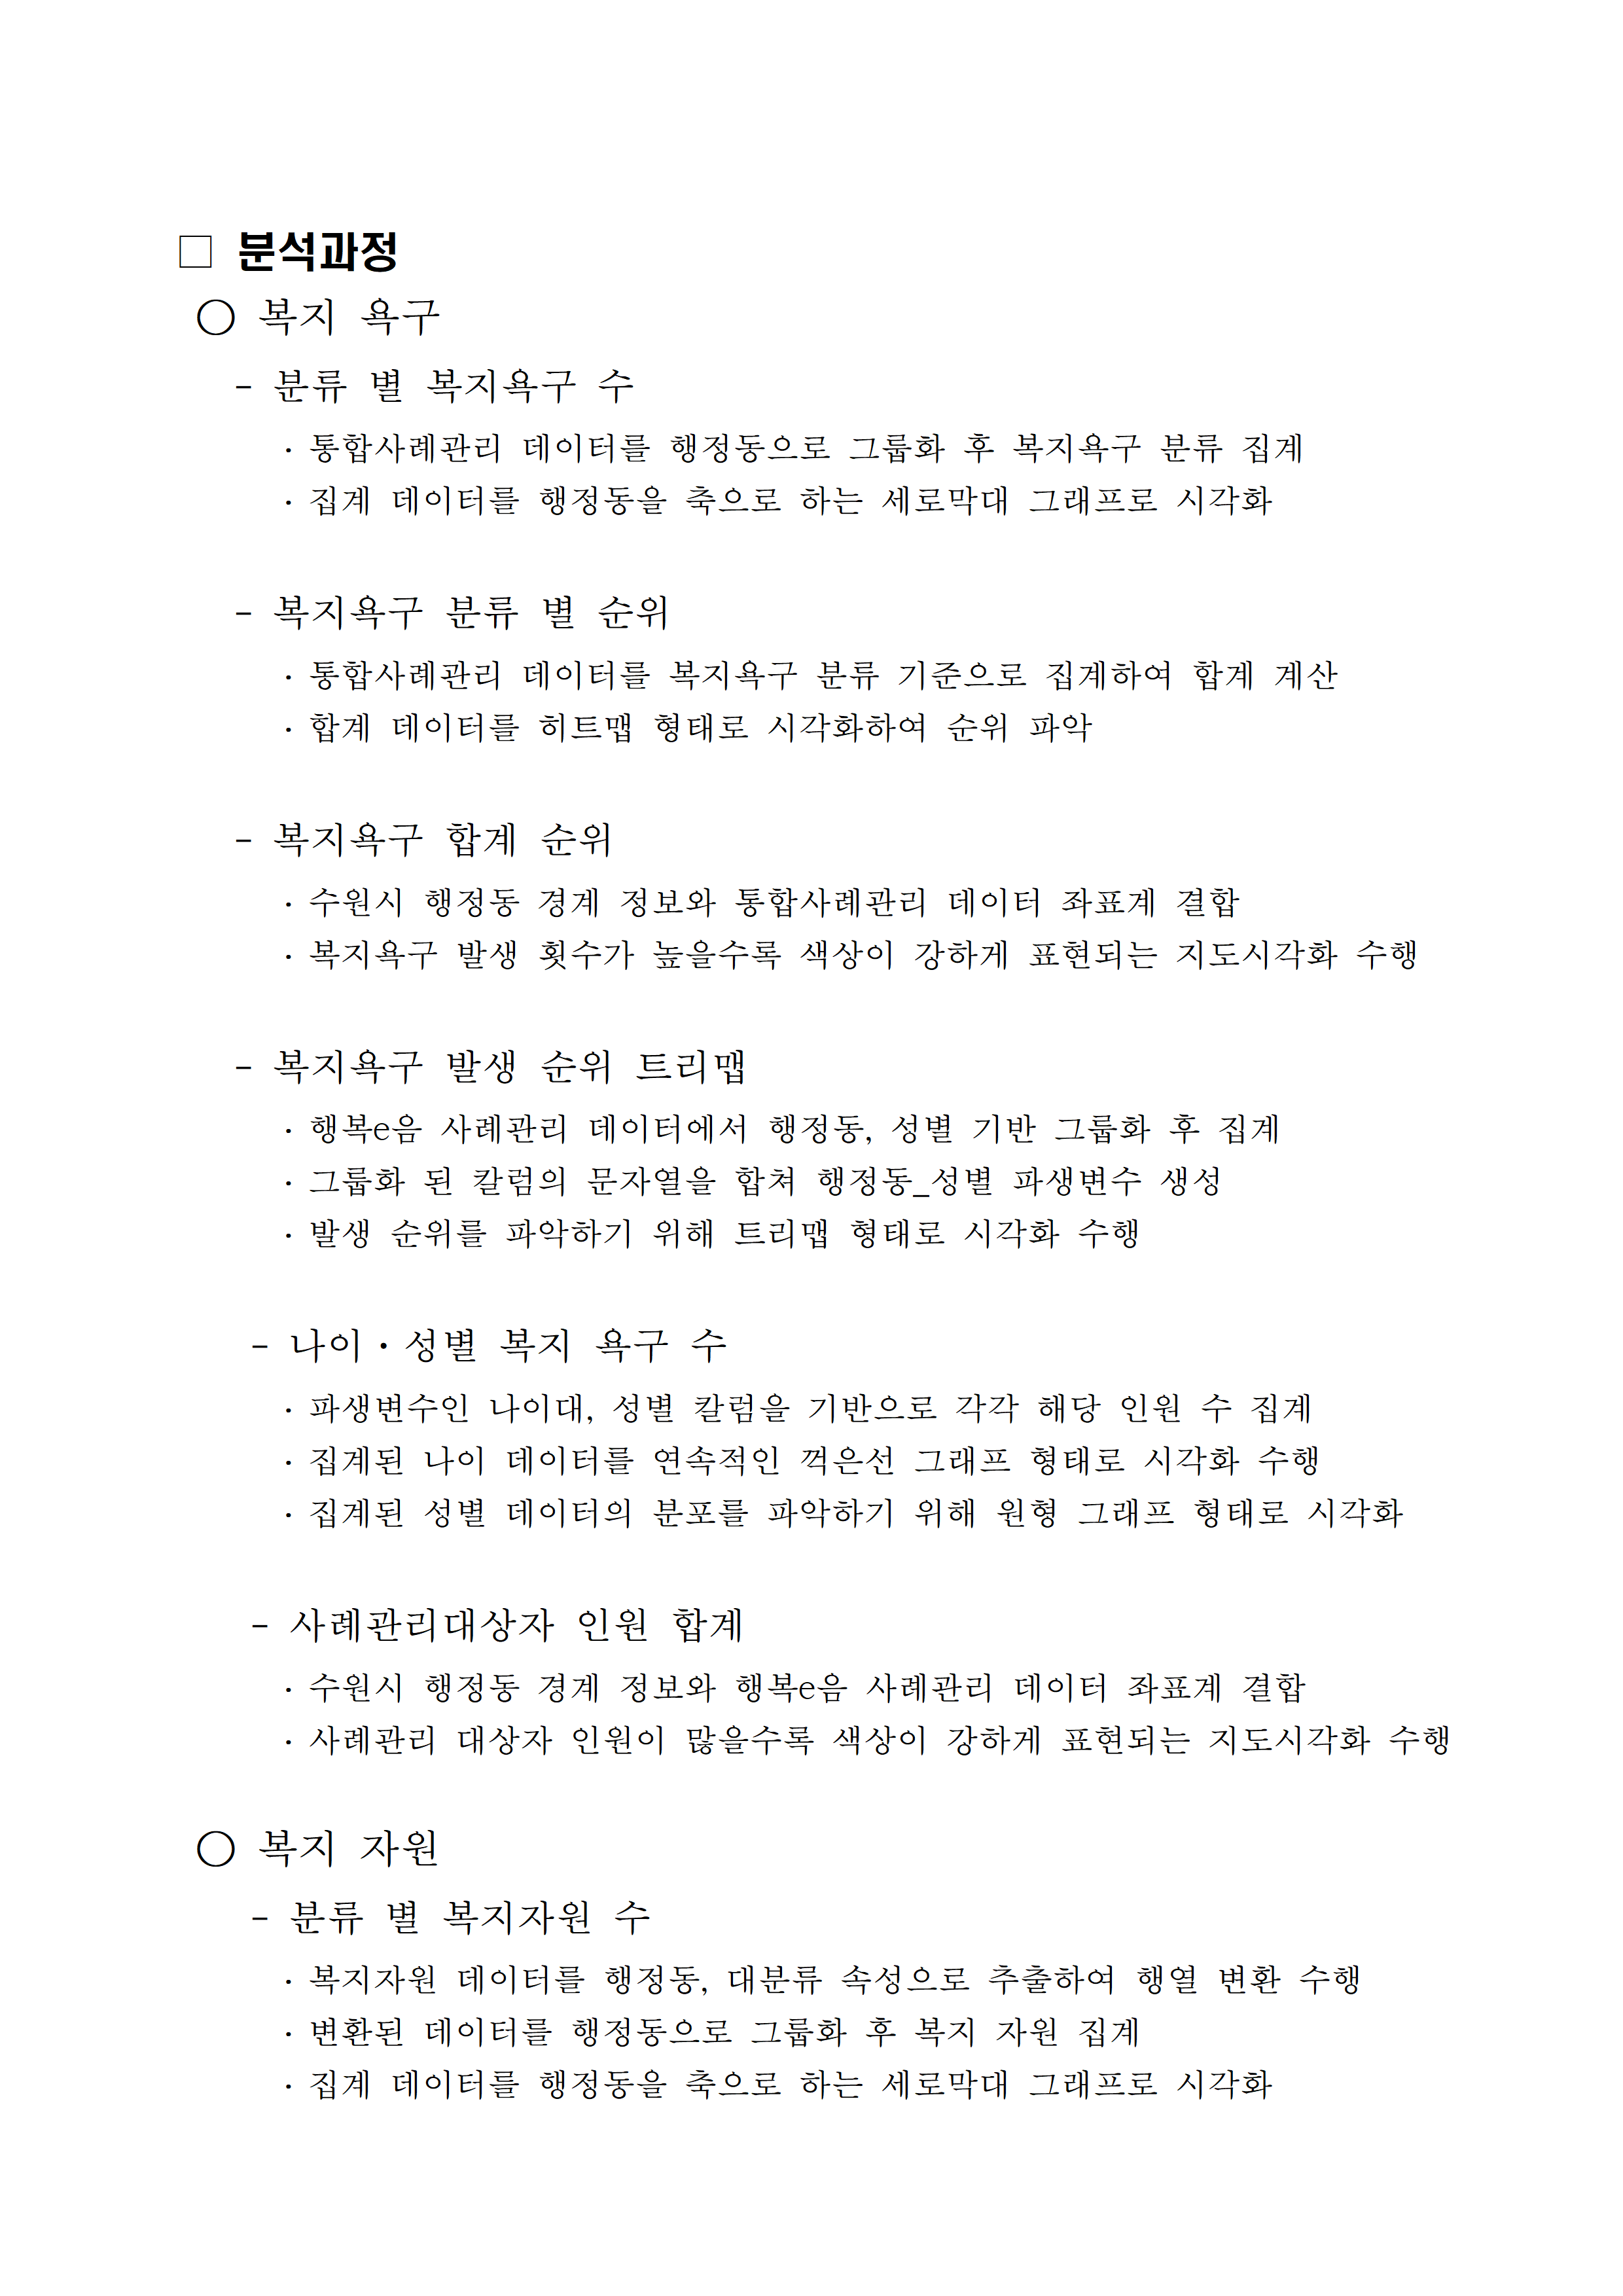 □ 분석과정
○ 복지 욕구
- 분류 별 복지욕구 수
· 통합사례관리 데이터를 행정동으로 그룹화 후 복지욕구 분류 집계
· 집계 데이터를 행정동을 축으로 하는 세로막대 그래프로 시각화
- 복지욕구 분류 별 순위
· 통합사례관리 데이터를 복지욕구 분류 기준으로 집계하여 합계 계산
· 합계 데이터를 히트맵 형태로 시각화하여 순위 파악
- 복지욕구 합계 순위
· 수원시 행정동 경계 정보와 통합사례관리 데이터 좌표계 결합
· 복지욕구 발생 횟수가 높을수록 색상이 강하게 표현되는 지도시각화 수행
- 복지욕구 발생 순위 트리맵
· 행복e음 사례관리 데이터에서 행정동, 성별 기반 그룹화 후 집계
· 그룹화 된 칼럼의 문자열을 합쳐 행정동_성별 파생변수 생성
· 발생 순위를 파악하기 위해 트리맵 형태로 시각화 수행
- 나이·성별 복지 욕구 수
· 파생변수인 나이대, 성별 칼럼을 기반으로 각각 해당 인원 수 집계
· 집계된 나이 데이터를 연속적인 꺽은선 그래프 형태로 시각화 수행
· 집계된 성별 데이터의 분포를 파악하기 위해 원형 그래프 형태로 시각화
- 사례관리대상자 인원 합계
· 수원시 행정동 경계 정보와 행복e음 사례관리 데이터 좌표계 결합
· 사례관리 대상자 인원이 많을수록 색상이 강하게 표현되는 지도시각화 수행
○ 복지 자원
- 분류 별 복지자원 수
· 복지자원 데이터를 행정동, 대분류 속성으로 추출하여 행열 변환 수행
· 변환된 데이터를 행정동으로 그룹화 후 복지 자원 집계
· 집계 데이터를 행정동을 축으로 하는 세로막대 그래프로 시각화